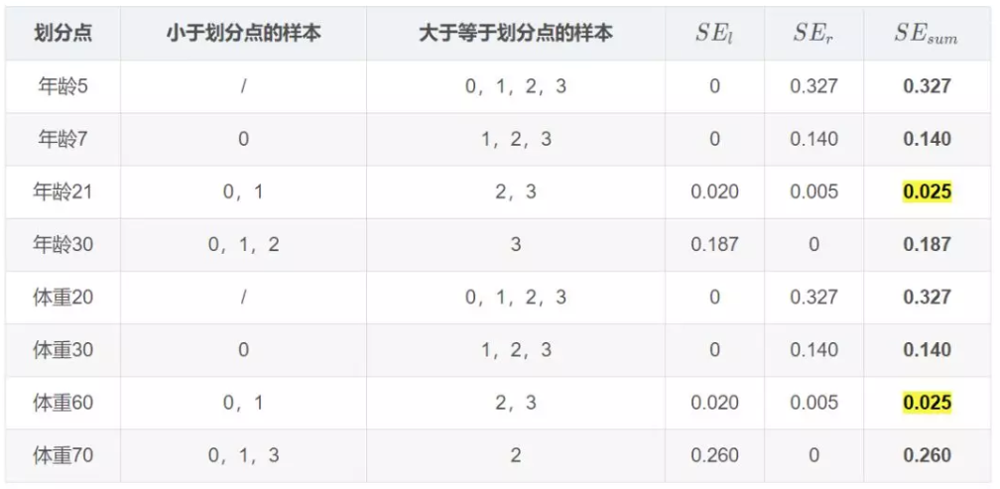 划分点 小于划分点的样本 大于等于划分点的样本 SE_l SE_r SE_sum
年龄5 / 0，1，2，3 0 0.327 0.327
年龄7 0 1，2，3 0 0.140 0.140
年龄21 0，1 2，3 0.020 0.005 0.025
年龄30 0，1，2 3 0.187 0 0.187
体重20 / 0，1，2，3 0 0.327 0.327
体重30 0 1，2，3 0 0.140 0.140
体重60 0，1 2，3 0.020 0.005 0.025
体重70 0，1，3 2 0.260 0 0.260